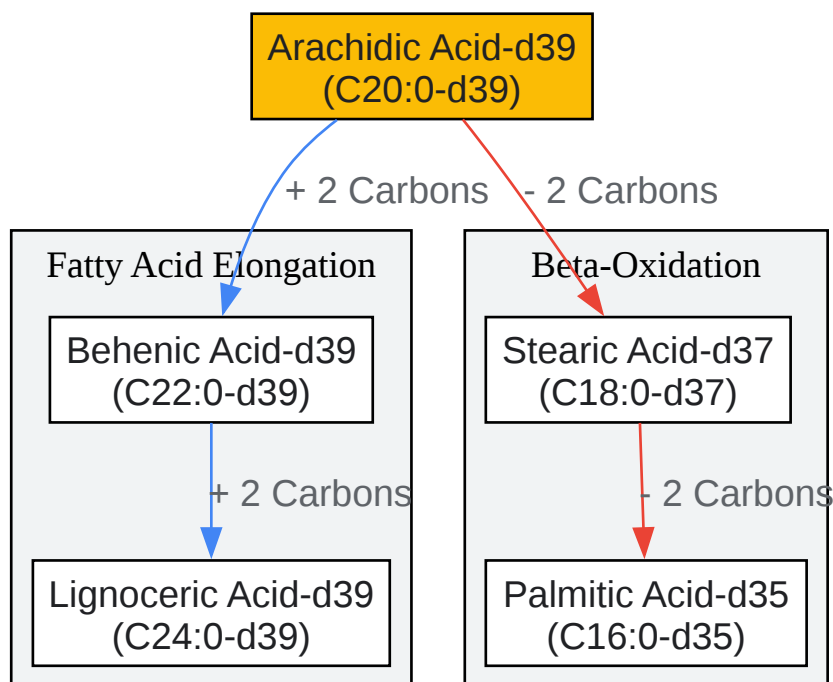 Arachidic Acid-d39
(C20:0-d39)
+ 2 Carbons
- 2 Carbons
Fatty Acid Elongation
Beta-Oxidation
Behenic Acid-d39
(C22:0-d39)
Stearic Acid-d37
(C18:0-d37)
+ 2 Carbons
- 2 Carbons
Lignoceric Acid-d39
(C24:0-d39)
Palmitic Acid-d35
(C16:0-d35)